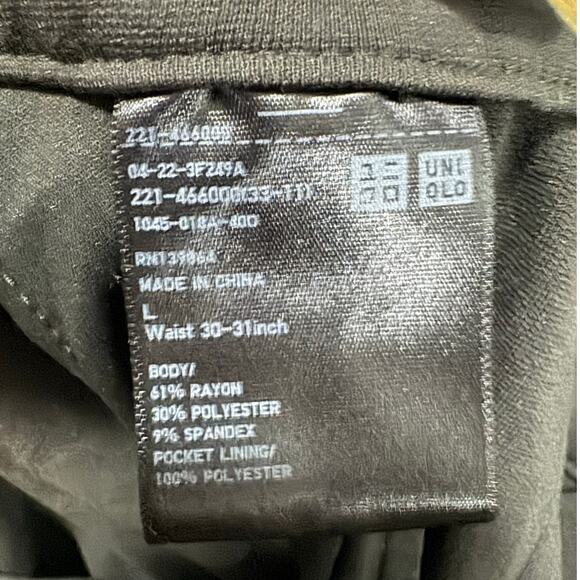 221-466000
04-22-3F249A
221-466000(33-11)
1045-018A-400
RN139064
MADE IN CHINA
L
Waist 30-31inch
BODY/
61% RAYON
30% POLYESTER
9% SPANDEX
POCKET LINING/
100% POLYESTER
ユニ
クロ
UNI
QLO